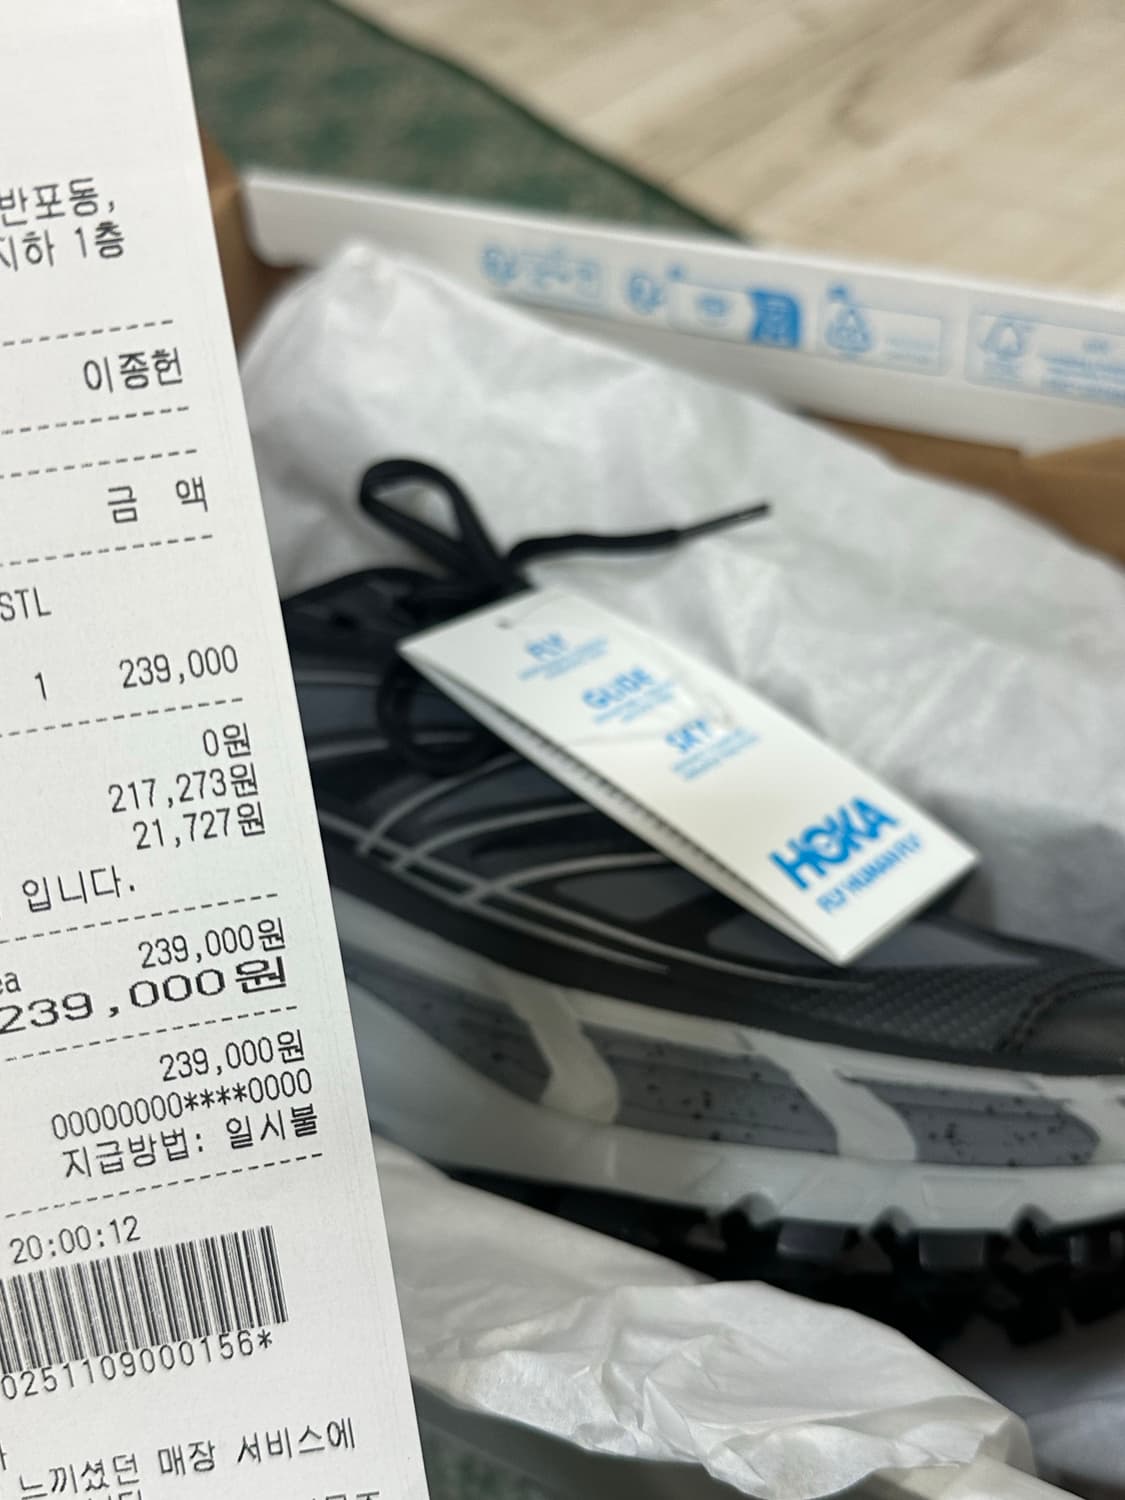 반포동,
지하 1층
이종헌
금 액
STL
1 239,000
0원
217,273원
21,727원
입니다.
239,000원
ea
239,000원
239,000원
00000000****0000
지급방법: 일시불
20:00:12
0251109000156*
느끼셨던 매장 서비스에
FLY
GLIDE
HOKA
FLY HUMAN FLY